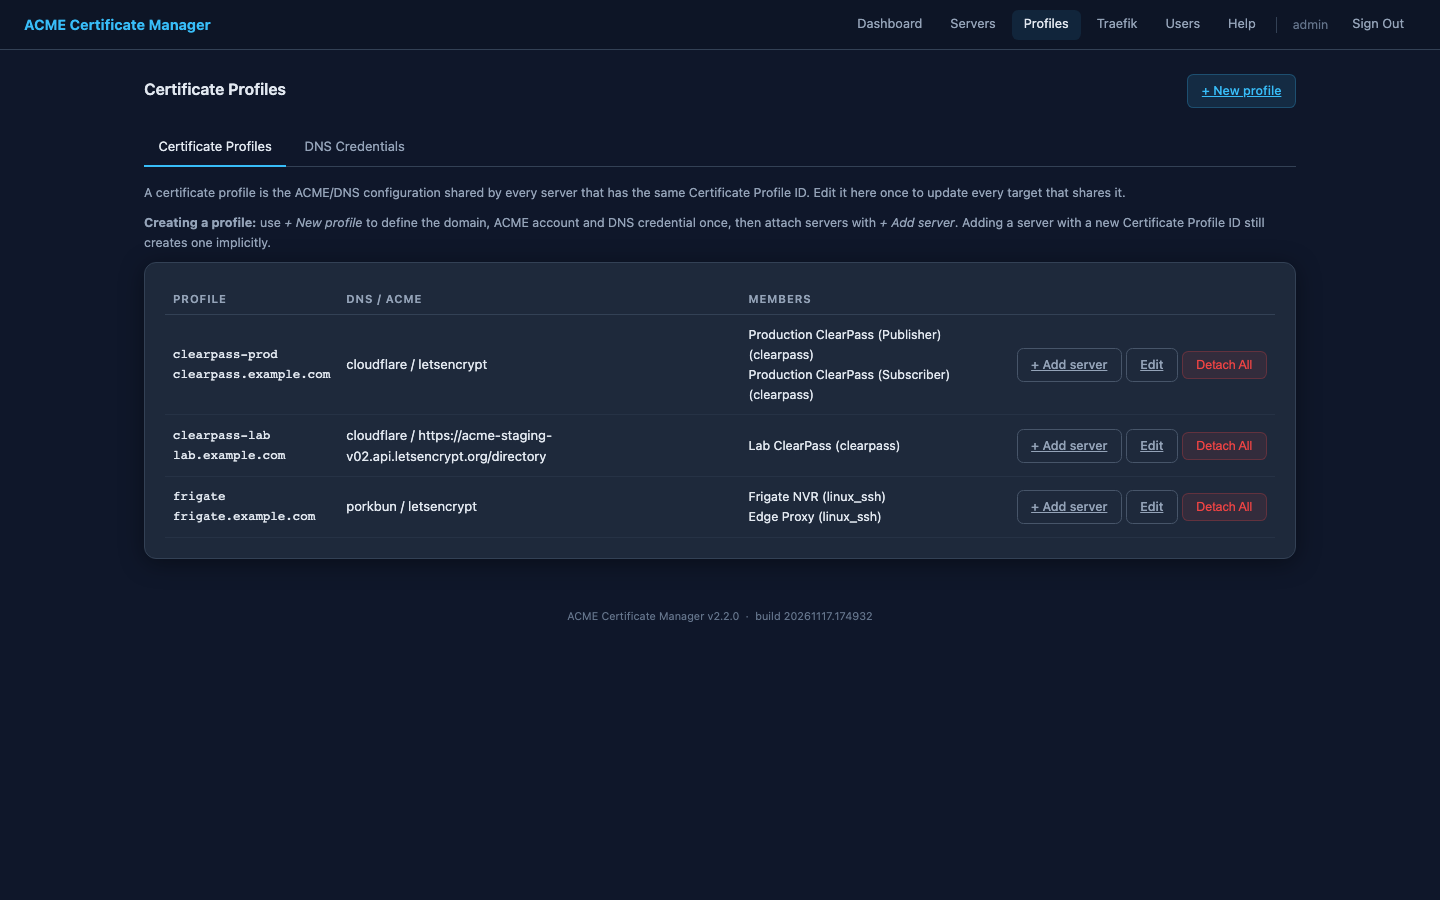 ACME Certificate Manager
Dashboard Servers Profiles Traefik Users Help admin Sign Out
Certificate Profiles
+ New profile
Certificate Profiles DNS Credentials
A certificate profile is the ACME/DNS configuration shared by every server that has the same Certificate Profile ID. Edit it here once to update every target that shares it.
Creating a profile: use + New profile to define the domain, ACME account and DNS credential once, then attach servers with + Add server. Adding a server with a new Certificate Profile ID still
creates one implicitly.
PROFILE DNS / ACME MEMBERS
clearpass-prod
clearpass.example.com
cloudflare / letsencrypt
Production ClearPass (Publisher)
(clearpass)
Production ClearPass (Subscriber)
(clearpass)
+ Add server Edit Detach All
clearpass-lab
lab.example.com
cloudflare / https://acme-staging-
v02.api.letsencrypt.org/directory
Lab ClearPass (clearpass)
+ Add server Edit Detach All
frigate
frigate.example.com
porkbun / letsencrypt
Frigate NVR (linux_ssh)
Edge Proxy (linux_ssh)
+ Add server Edit Detach All
ACME Certificate Manager v2.2.0 · build 20261117.174932